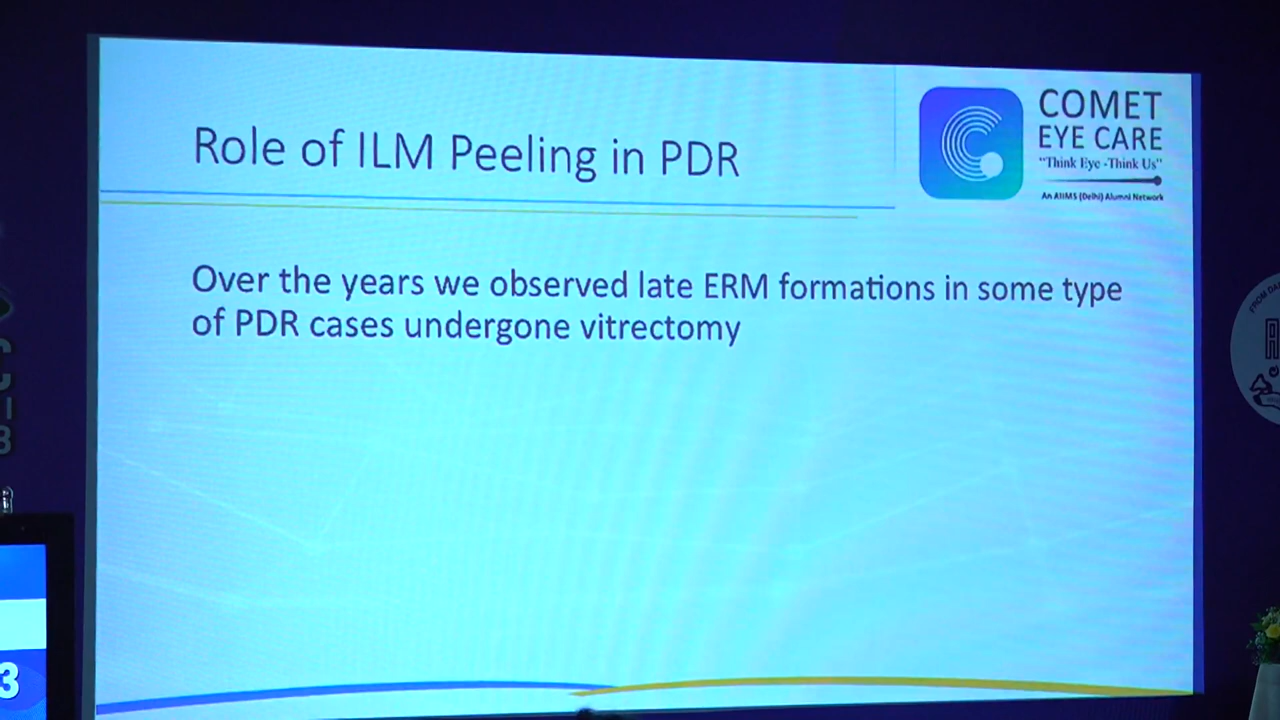 Role of ILM Peeling in PDR
COMET
EYE CARE
"Think Eye -Think Us"
An AIIMS (Delhi) Alumni Network
Over the years we observed late ERM formations in some type
of PDR cases undergone vitrectomy
3